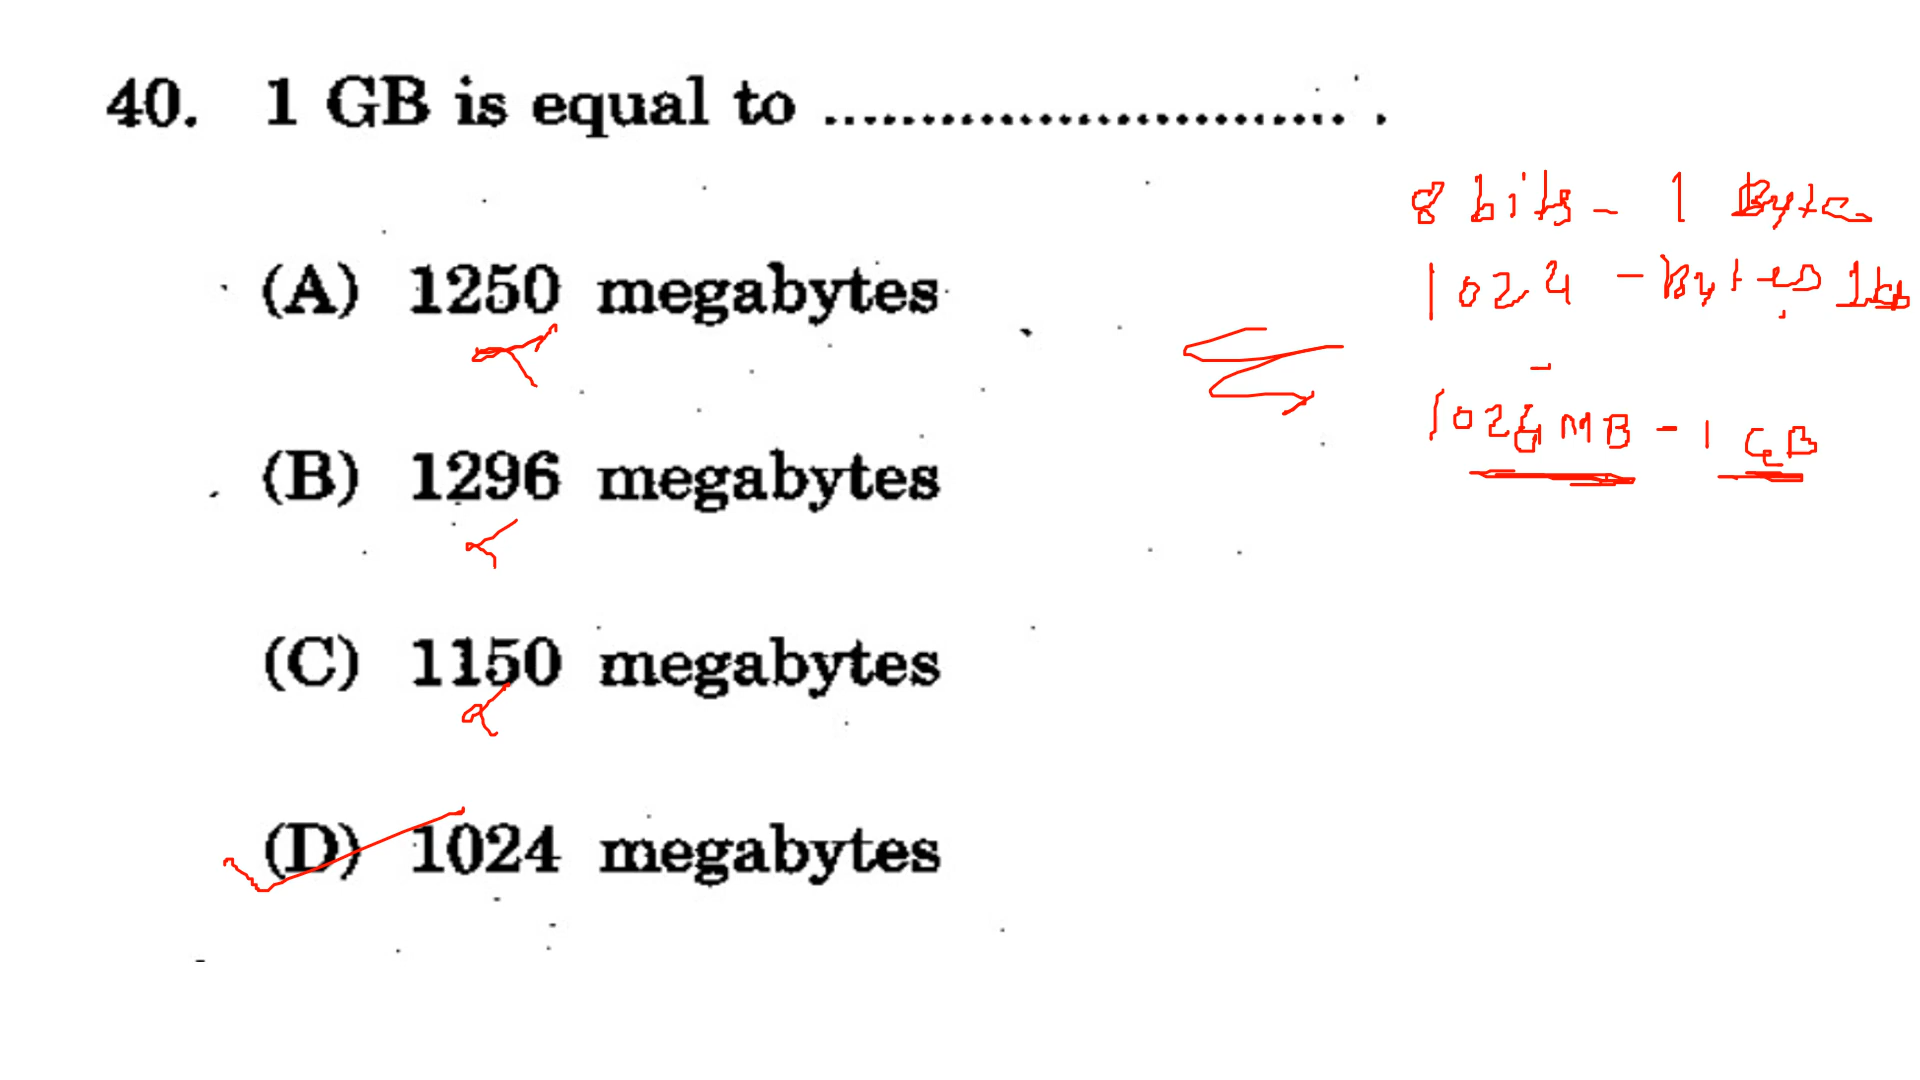 40. 1 GB is equal to ........................... .
8 bits - 1 Byte
(A) 1250 megabytes
1024 - Bytes 1kb
(B) 1296 megabytes
1024 MB - 1 GB
(C) 1150 megabytes
(D) 1024 megabytes